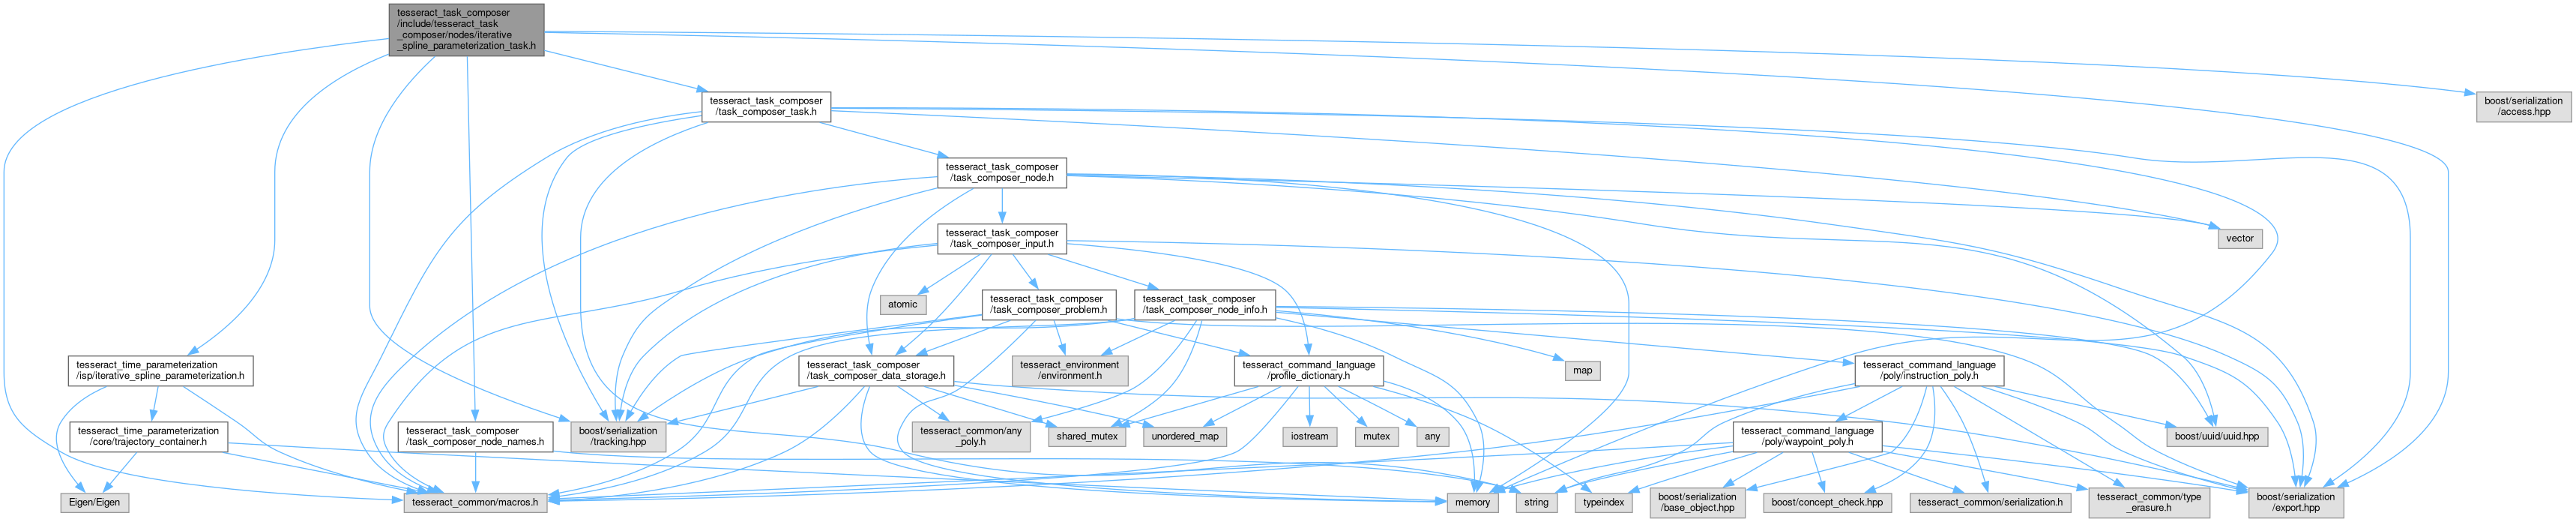 tesseract_task_composer
/include/tesseract_task
_composer/nodes/iterative
_spline_parameterization_task.h
tesseract_task_composer
/task_composer_task.h
boost/serialization
/access.hpp
tesseract_task_composer
/task_composer_node.h
tesseract_task_composer
/task_composer_input.h
vector
atomic
tesseract_task_composer
/task_composer_problem.h
tesseract_task_composer
/task_composer_node_info.h
tesseract_time_parameterization
/isp/iterative_spline_parameterization.h
tesseract_task_composer
/task_composer_data_storage.h
tesseract_environment
/environment.h
tesseract_command_language
/profile_dictionary.h
map
tesseract_command_language
/poly/instruction_poly.h
tesseract_time_parameterization
/core/trajectory_container.h
tesseract_task_composer
/task_composer_node_names.h
boost/serialization
/tracking.hpp
tesseract_common/any
_poly.h
shared_mutex
unordered_map
iostream
mutex
any
tesseract_command_language
/poly/waypoint_poly.h
boost/uuid/uuid.hpp
Eigen/Eigen
tesseract_common/macros.h
memory
string
typeindex
boost/serialization
/base_object.hpp
boost/concept_check.hpp
tesseract_common/serialization.h
tesseract_common/type
_erasure.h
boost/serialization
/export.hpp